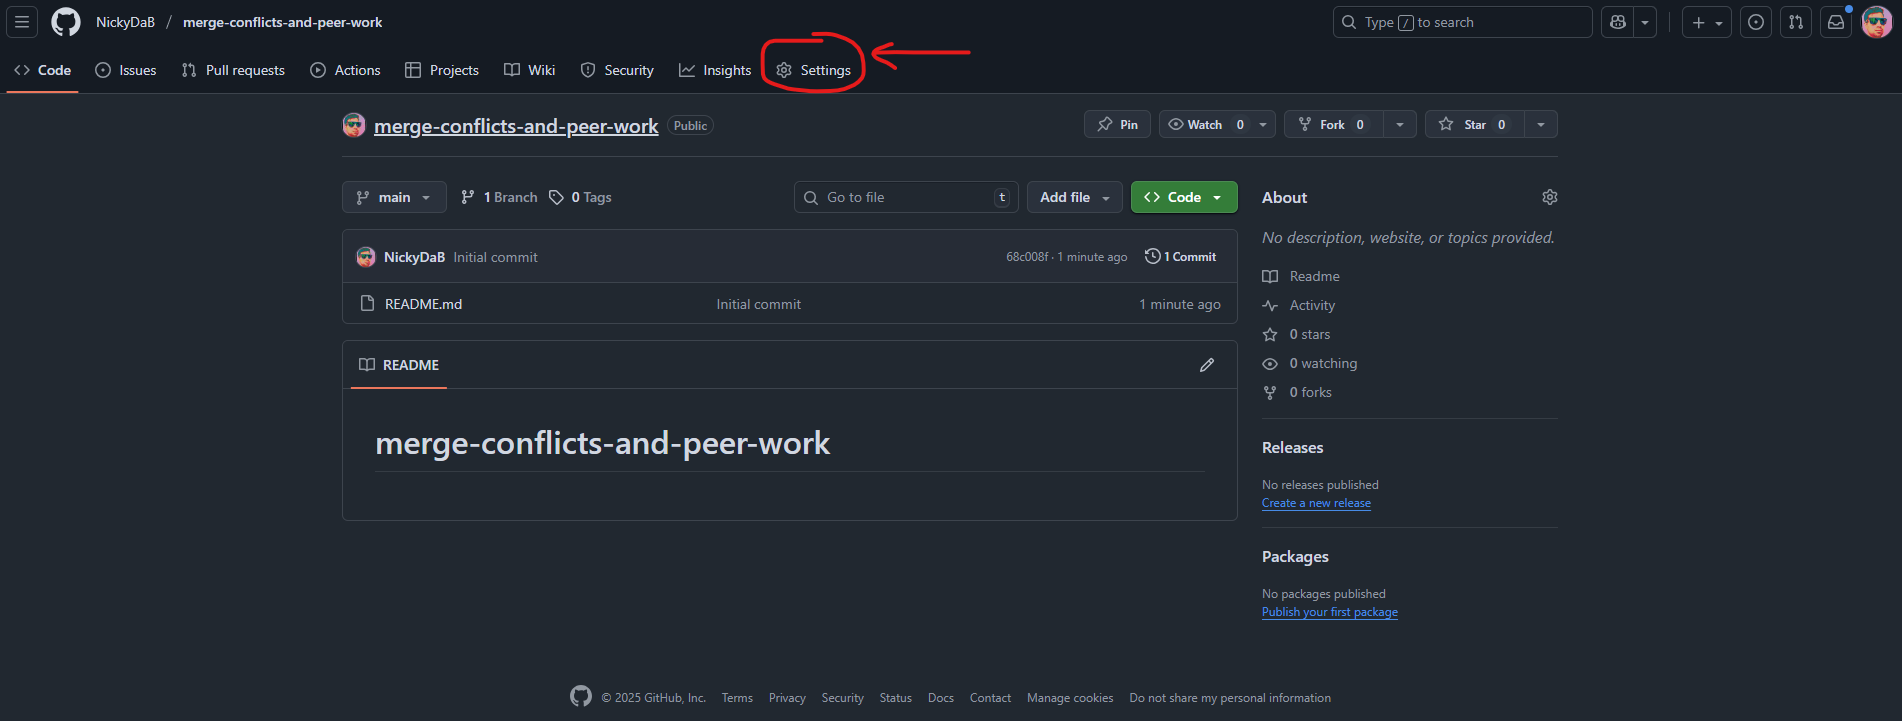 NickyDaB / merge-conflicts-and-peer-work
Type / to search
Code Issues Pull requests Actions Projects Wiki Security Insights Settings
merge-conflicts-and-peer-work Public
Pin Watch 0 Fork 0 Star 0
main 1 Branch 0 Tags
Go to file t Add file Code
NickyDaB Initial commit 68c008f · 1 minute ago 1 Commit
README.md Initial commit 1 minute ago
README
merge-conflicts-and-peer-work
About
No description, website, or topics provided.
Readme
Activity
0 stars
0 watching
0 forks
Releases
No releases published
Create a new release
Packages
No packages published
Publish your first package
© 2025 GitHub, Inc. Terms Privacy Security Status Docs Contact Manage cookies Do not share my personal information